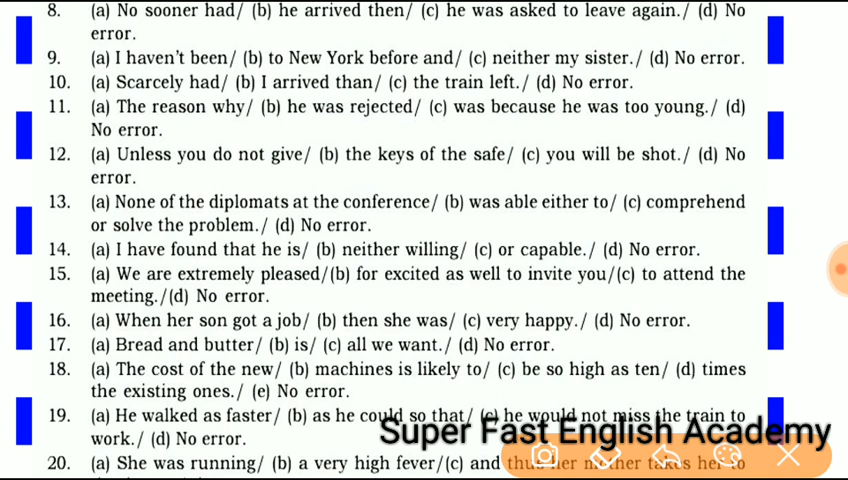 8. (a) No sooner had/ (b) he arrived then/ (c) he was asked to leave again./ (d) No
error.
9. (a) I haven't been/ (b) to New York before and/ (c) neither my sister./ (d) No error.
10. (a) Scarcely had/ (b) I arrived than/ (c) the train left./ (d) No error.
11. (a) The reason why/ (b) he was rejected/ (c) was because he was too young./ (d)
No error.
12. (a) Unless you do not give/ (b) the keys of the safe/ (c) you will be shot./ (d) No
error.
13. (a) None of the diplomats at the conference/ (b) was able either to/ (c) comprehend
or solve the problem./ (d) No error.
14. (a) I have found that he is/ (b) neither willing/ (c) or capable./ (d) No error.
15. (a) We are extremely pleased/(b) for excited as well to invite you/(c) to attend the
meeting./(d) No error.
16. (a) When her son got a job/ (b) then she was/ (c) very happy./ (d) No error.
17. (a) Bread and butter/ (b) is/ (c) all we want./ (d) No error.
18. (a) The cost of the new/ (b) machines is likely to/ (c) be so high as ten/ (d) times
the existing ones./ (e) No error.
19. (a) He walked as faster/ (b) as he could so that/ (c) he would not miss the train to
work./ (d) No error.
Super Fast English Academy
20. (a) She was running/ (b) a very high fever/(c) and thus her mother takes her to